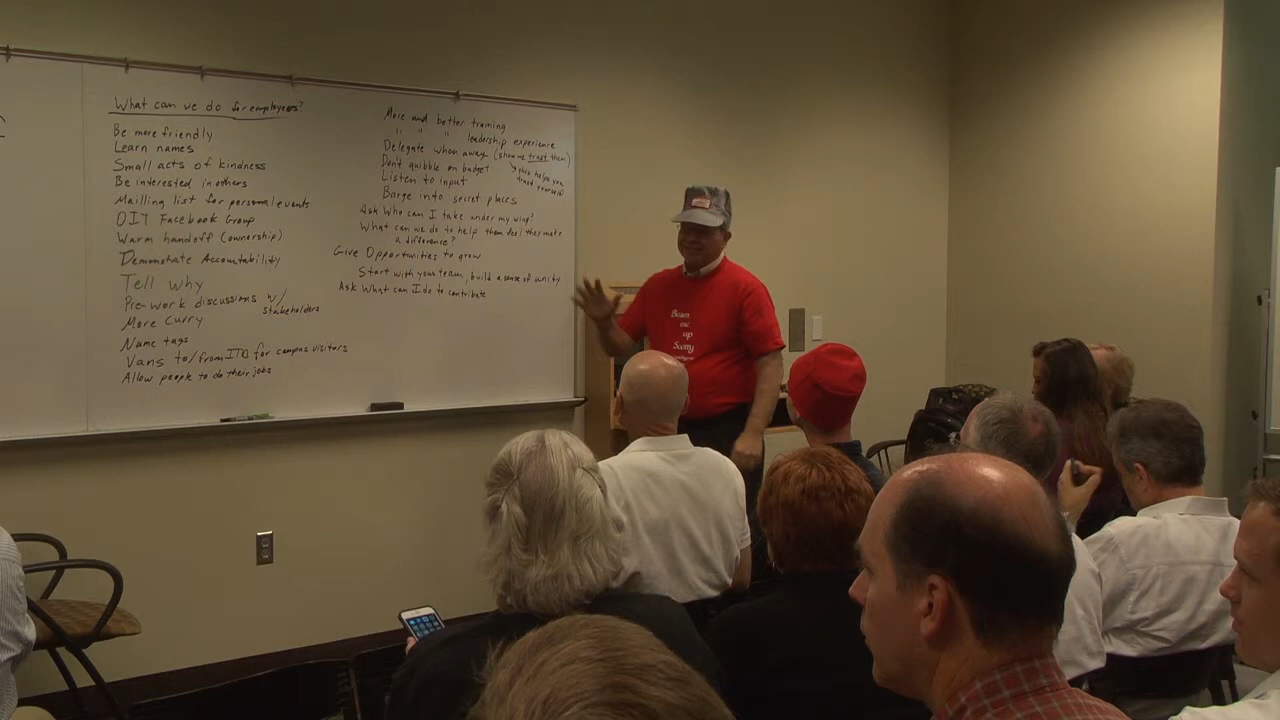 What can we do for employees?
Be more friendly
Learn names
Small acts of kindness
Be interested in others
Mailling list for personal events
OIT Facebook Group
Warm handoff (ownership)
Demonstrate Accountability
Tell why
Pre-work discussions w/
stakeholders
More Curry
Name tags
Vans to/from ITB for campus visitors
Allow people to do their jobs
More and better training
" " " leadership experience
Delegate when away (show we trust them)
this helps you
trust yourself
Don't quibble on budget
Listen to input
Barge into secret places
Ask Who can I take under my wing?
What can we do to help them feel they make
a difference?
Give Opportunities to grow
Start with your team, build a sense of unity
Ask What can I do to contribute
Beam
me
up
Scotty